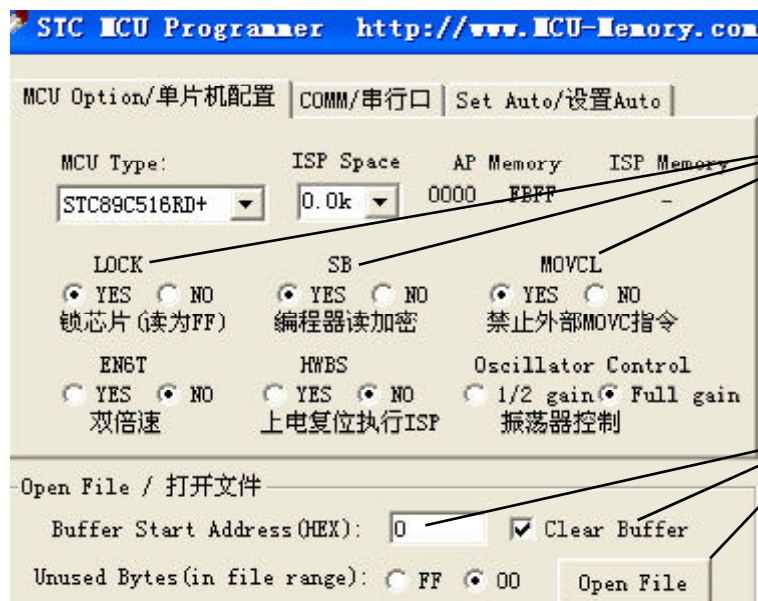 STC MCU Programmer http://www.MCU-Memory.com
MCU Option/单片机配置 COMM/串行口 Set Auto/设置Auto
MCU Type: ISP Space AP Memory ISP Memory
STC89C516RD+ 0.0k 0000 FBFF -
LOCK SB MOVCL
YES NO YES NO YES NO
锁芯片(读为FF) 编程器读加密 禁止外部MOVC指令
EN6T HWBS Oscillator Control
YES NO YES NO 1/2 gain Full gain
双倍速 上电复位执行ISP 振荡器控制
Open File / 打开文件
Buffer Start Address(HEX): 0 Clear Buffer
Unused Bytes(in file range): FF 00 Open File